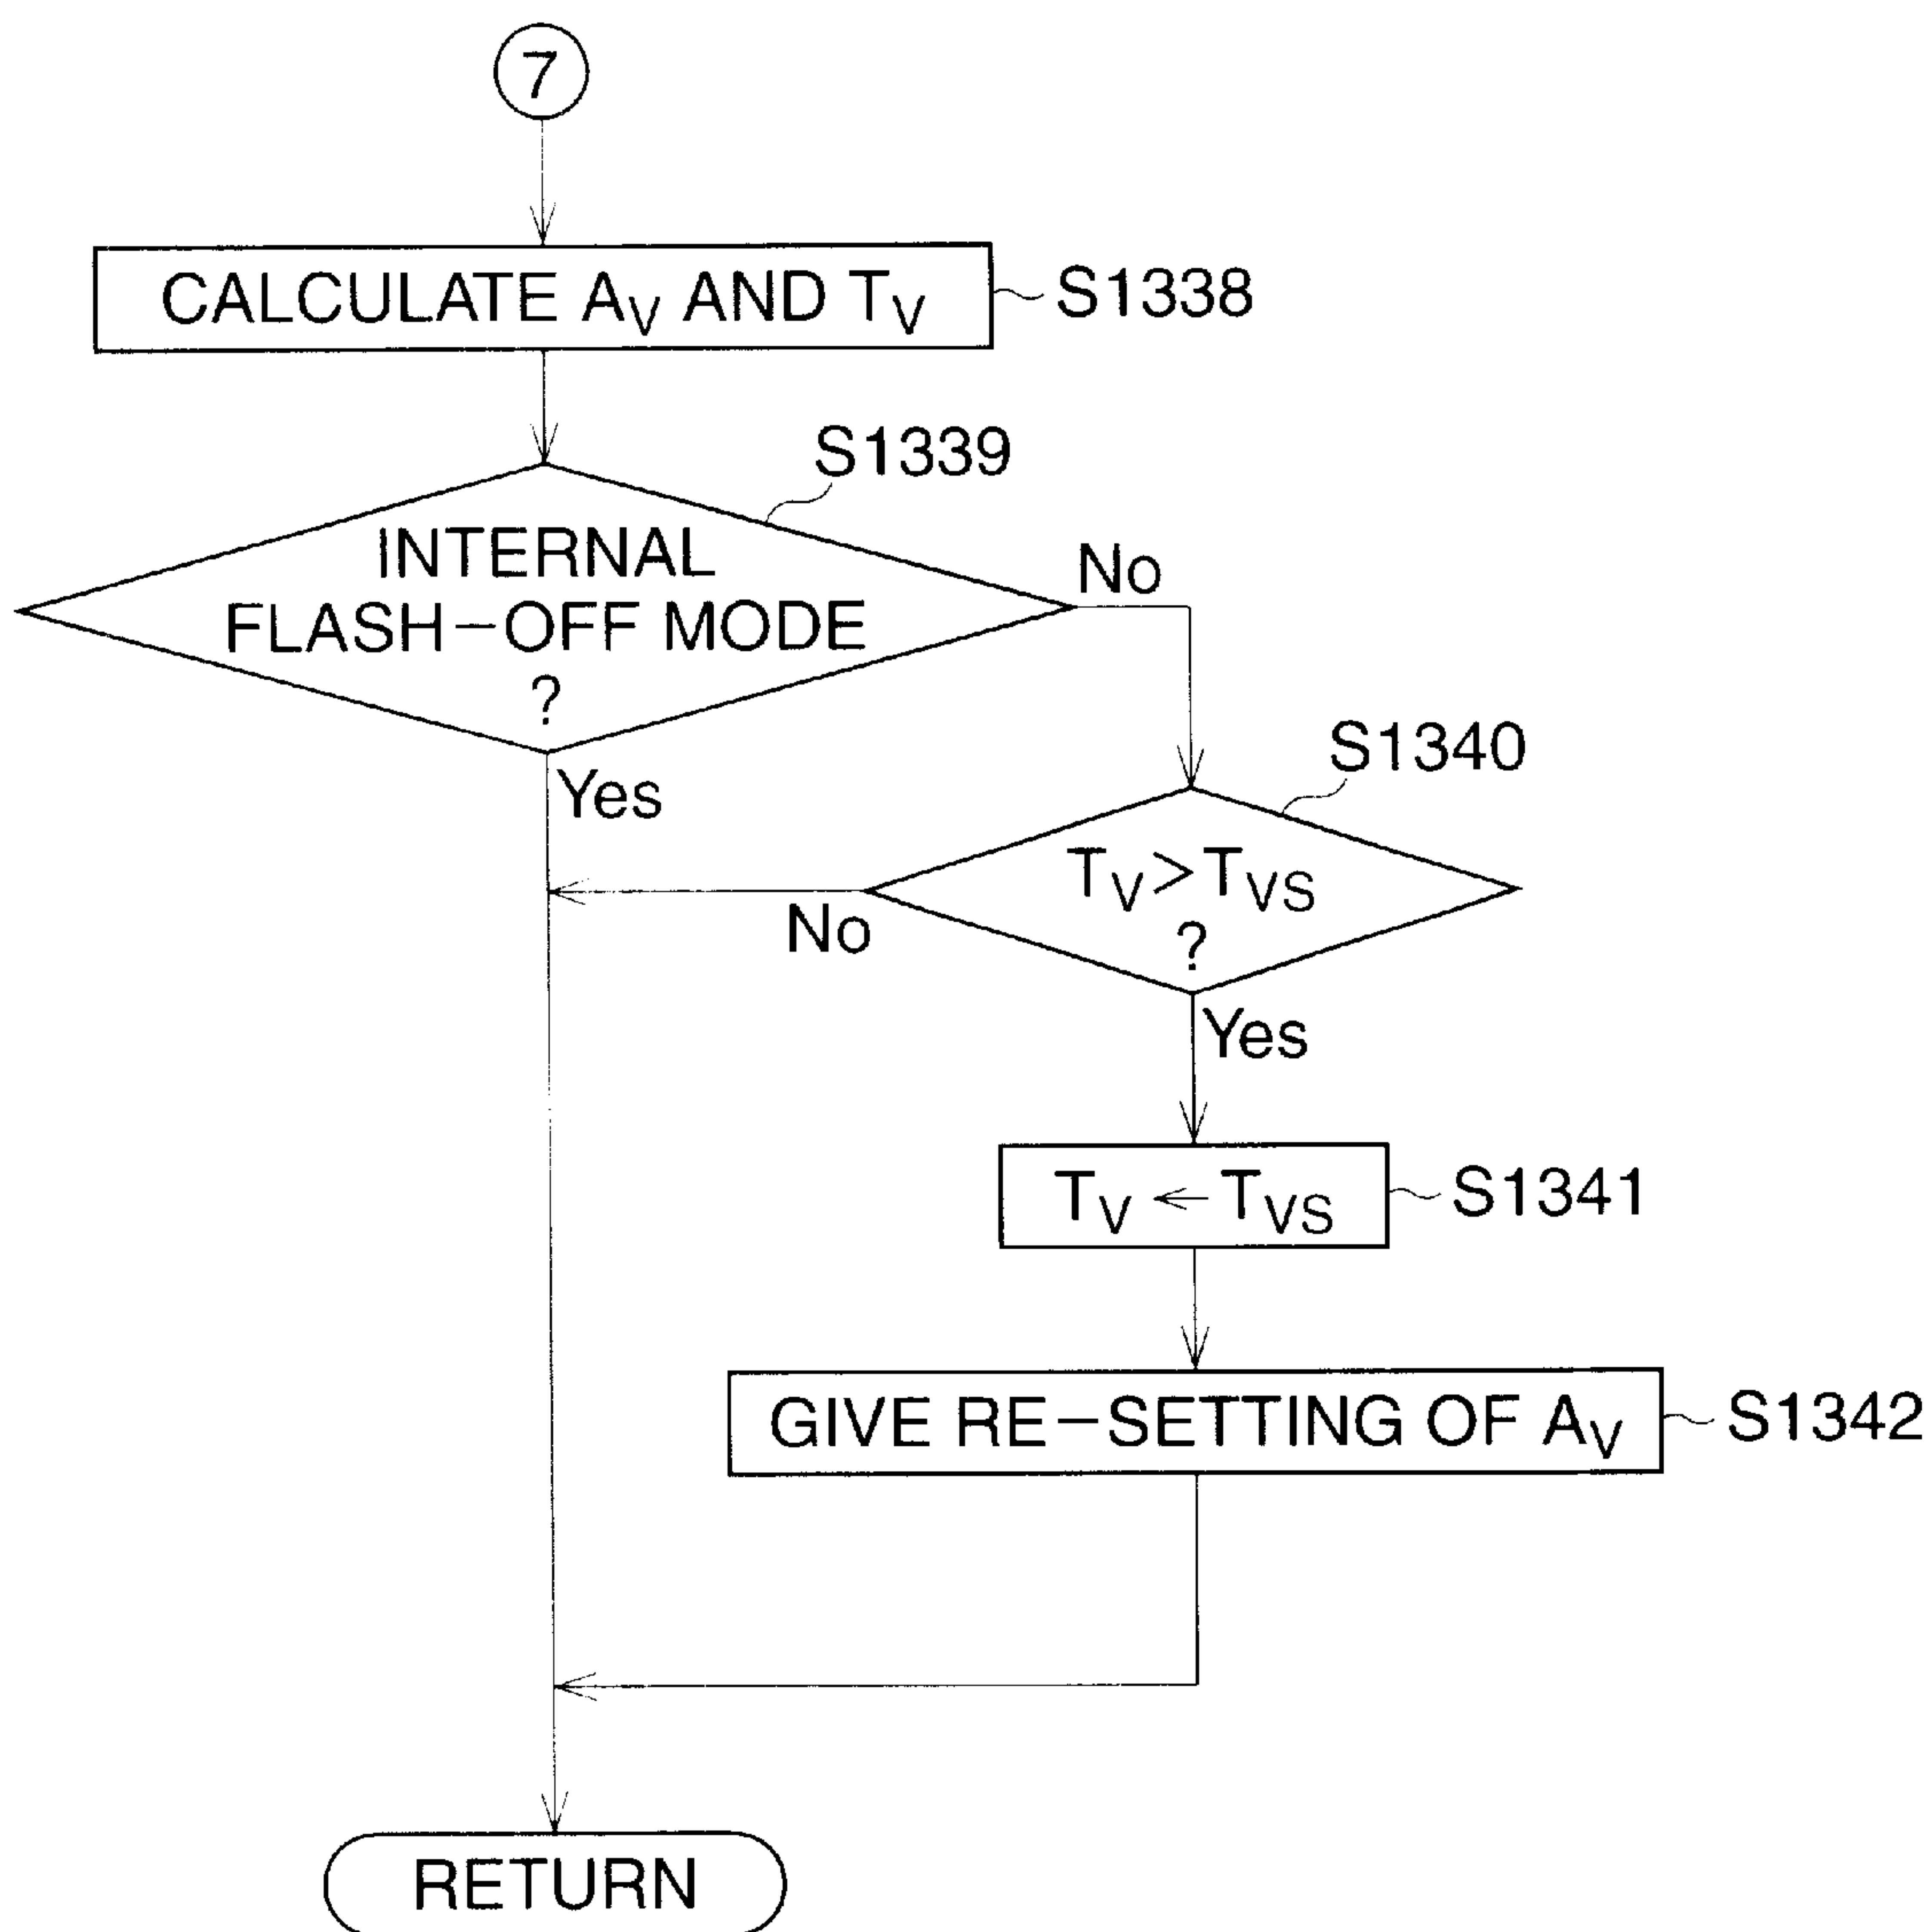 7
CALCULATE AV AND TV
S1338
S1339
INTERNAL
FLASH-OFF MODE
?
No
Yes
S1340
TV>TVS
?
No
Yes
TV ← TVS
S1341
GIVE RE-SETTING OF AV
S1342
RETURN